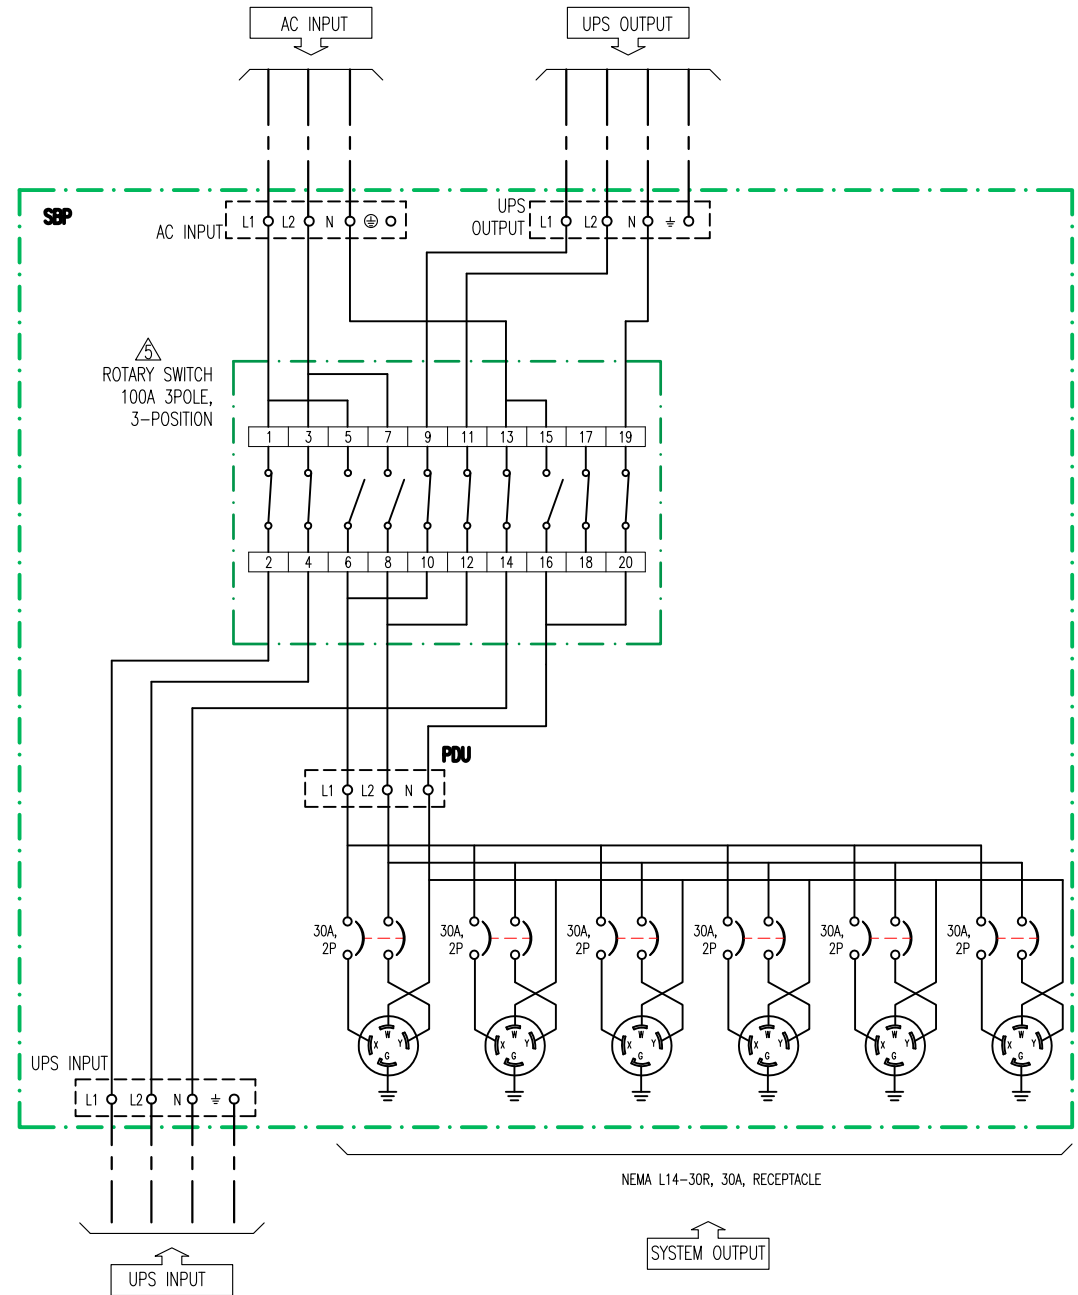 AC INPUT
UPS OUTPUT
SBP
AC INPUT
L1 L2 N
UPS
OUTPUT
L1 L2 N
5
ROTARY SWITCH
100A 3POLE,
3-POSITION
1 3 5 7 9 11 13 15 17 19
2 4 6 8 10 12 14 16 18 20
PDU
L1 L2 N
30A,
2P
30A,
2P
30A,
2P
30A,
2P
30A,
2P
30A,
2P
X W Y G
X W Y G
X W Y G
X W Y G
X W Y G
X W Y G
UPS INPUT
L1 L2 N
NEMA L14-30R, 30A, RECEPTACLE
SYSTEM OUTPUT
UPS INPUT